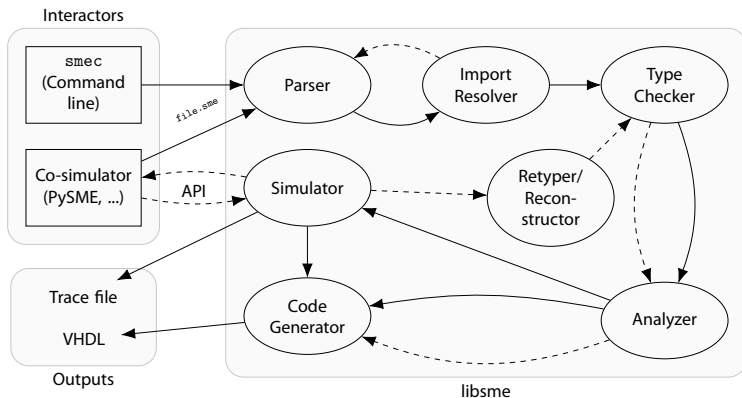 Interactors
smec
(Command
line)
file.sme
Co-simulator
(PySME, ...)
API
Parser
Import
Resolver
Type
Checker
Simulator
Retyper/
Recon-
structor
Code
Generator
Analyzer
Trace file
VHDL
Outputs
libsme